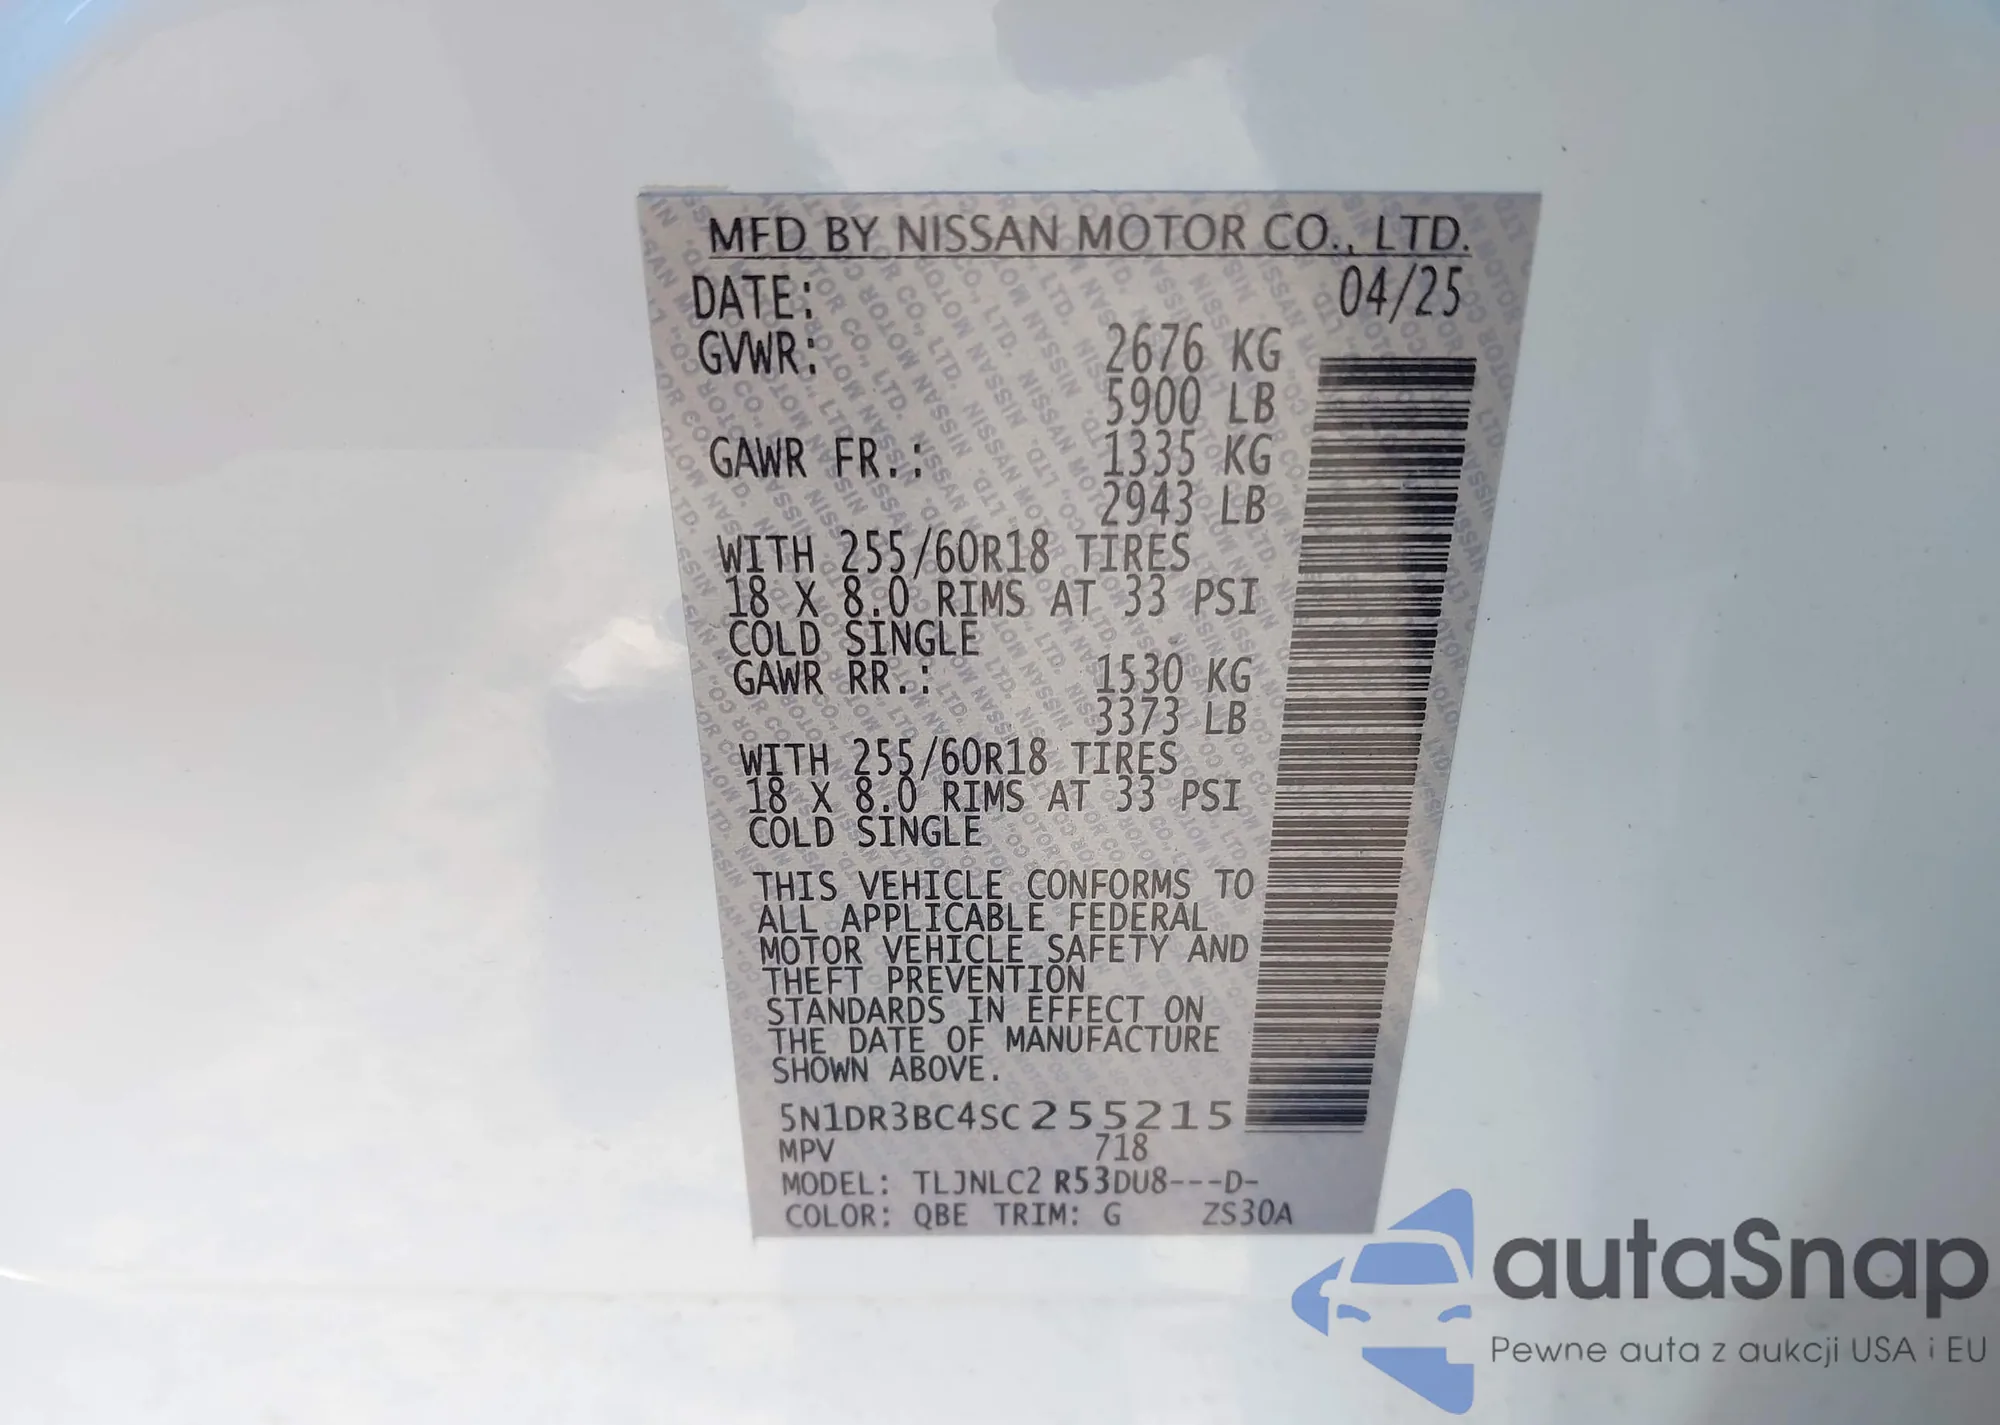 MFD BY NISSAN MOTOR CO., LTD.
DATE: 04/25
GVWR: 2676 KG
5900 LB
GAWR FR.: 1335 KG
2943 LB
WITH 255/60R18 TIRES
18 X 8.0 RIMS AT 33 PSI
COLD SINGLE
GAWR RR.: 1530 KG
3373 LB
WITH 255/60R18 TIRES
18 X 8.0 RIMS AT 33 PSI
COLD SINGLE
THIS VEHICLE CONFORMS TO
ALL APPLICABLE FEDERAL
MOTOR VEHICLE SAFETY AND
THEFT PREVENTION
STANDARDS IN EFFECT ON
THE DATE OF MANUFACTURE
SHOWN ABOVE.
5N1DR3BC4SC255215
MPV 718
MODEL: TLJNLC2 R53DU8---D-
COLOR: QBE TRIM: G ZS30A
autaSnap
Pewne auta z aukcji USA i EU